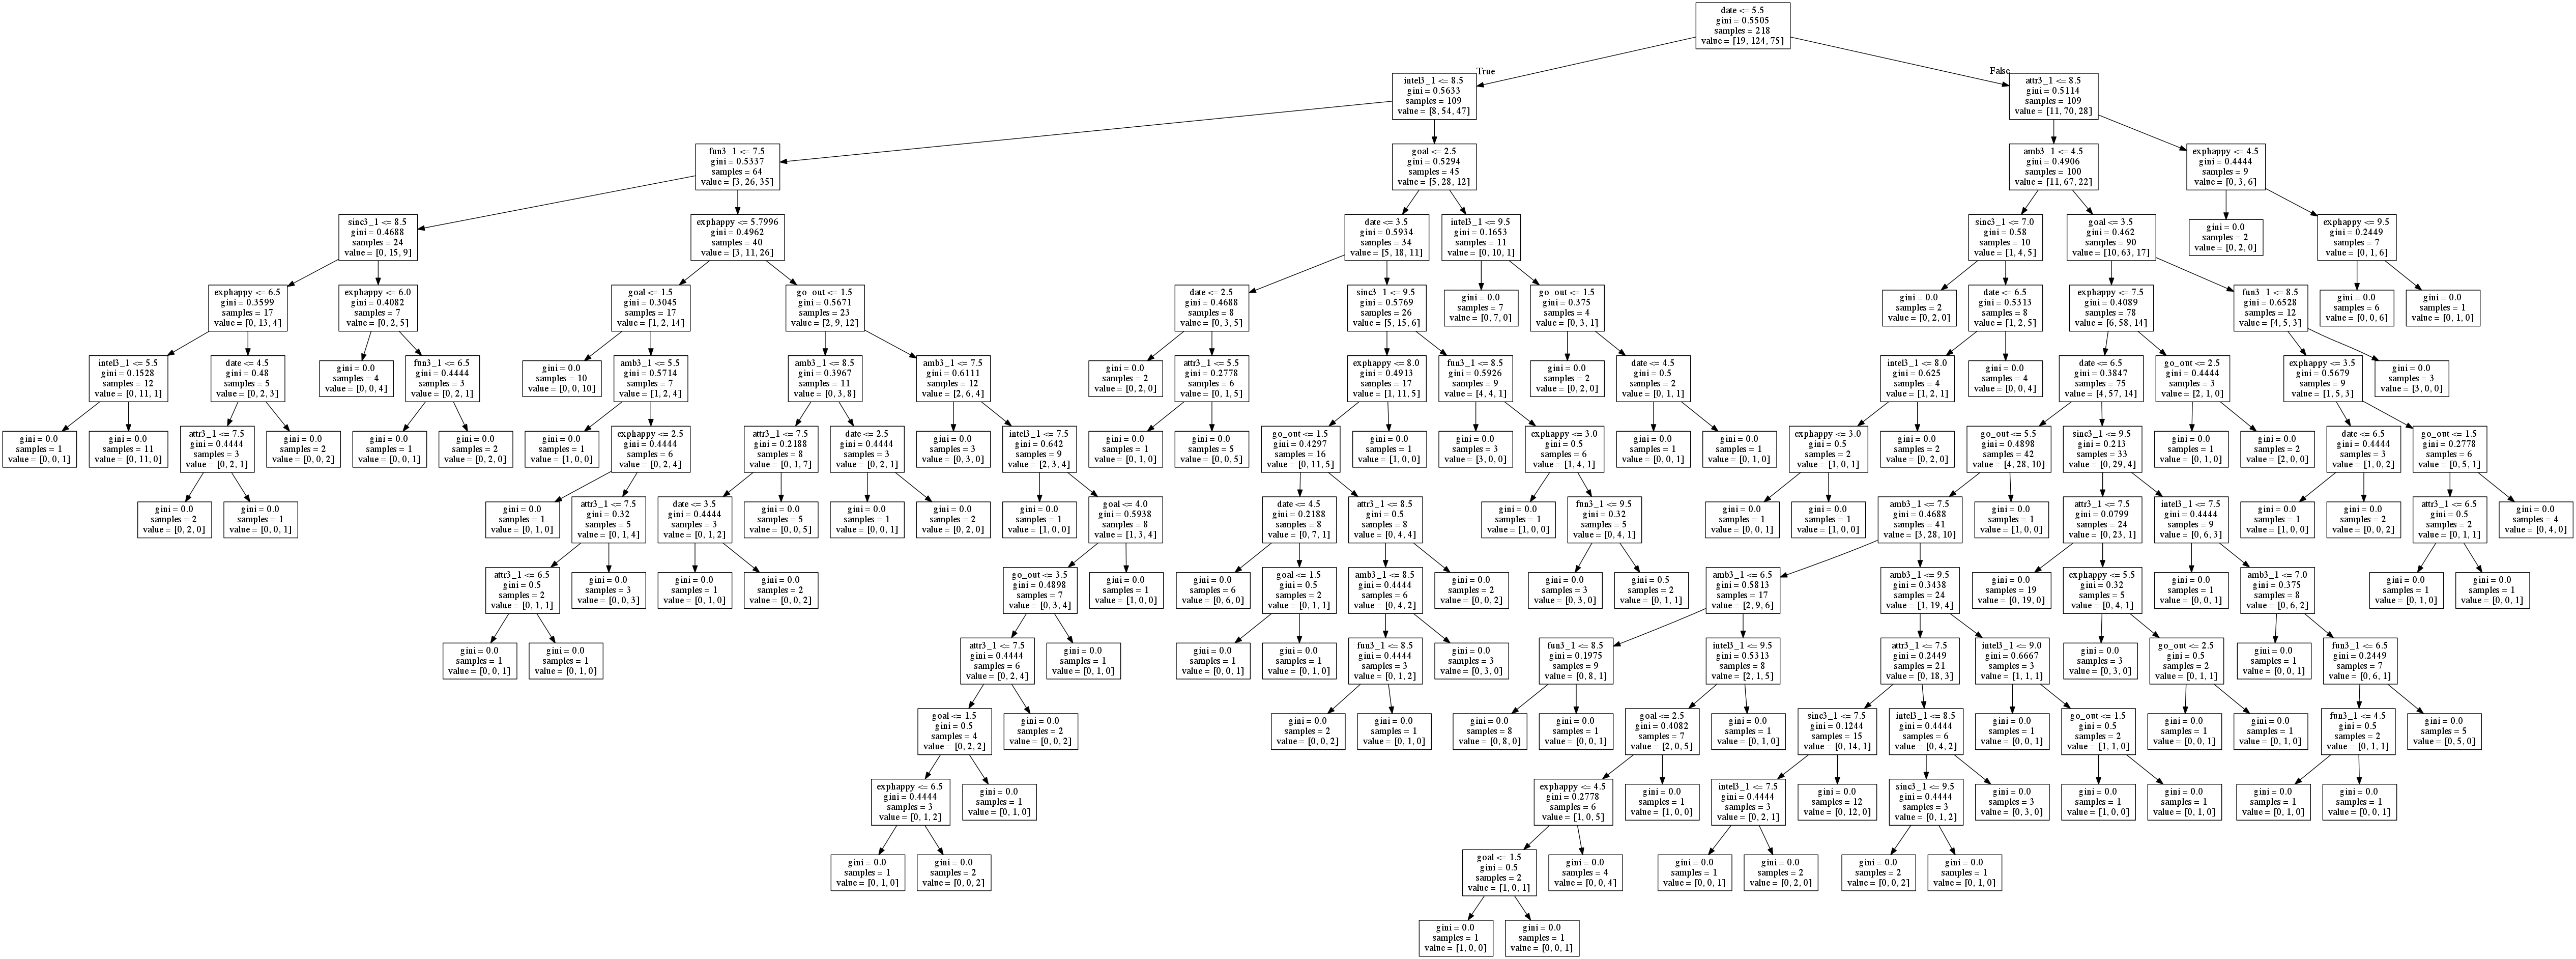 date <= 5.5
gini = 0.5505
samples = 218
value = [19, 124, 75]
True
False
intel3_1 <= 8.5
gini = 0.5633
samples = 109
value = [8, 54, 47]
attr3_1 <= 8.5
gini = 0.5114
samples = 109
value = [11, 70, 28]
fun3_1 <= 7.5
gini = 0.5337
samples = 64
value = [3, 26, 35]
goal <= 2.5
gini = 0.5294
samples = 45
value = [5, 28, 12]
amb3_1 <= 4.5
gini = 0.4906
samples = 100
value = [11, 67, 22]
exphappy <= 4.5
gini = 0.4444
samples = 9
value = [0, 3, 6]
sinc3_1 <= 8.5
gini = 0.4688
samples = 24
value = [0, 15, 9]
exphappy <= 5.7996
gini = 0.4962
samples = 40
value = [3, 11, 26]
date <= 3.5
gini = 0.5934
samples = 34
value = [5, 18, 11]
intel3_1 <= 9.5
gini = 0.1653
samples = 11
value = [0, 10, 1]
sinc3_1 <= 7.0
gini = 0.58
samples = 10
value = [1, 4, 5]
goal <= 3.5
gini = 0.462
samples = 90
value = [10, 63, 17]
gini = 0.0
samples = 2
value = [0, 2, 0]
exphappy <= 9.5
gini = 0.2449
samples = 7
value = [0, 1, 6]
exphappy <= 6.5
gini = 0.3599
samples = 17
value = [0, 13, 4]
exphappy <= 6.0
gini = 0.4082
samples = 7
value = [0, 2, 5]
goal <= 1.5
gini = 0.3045
samples = 17
value = [1, 2, 14]
go_out <= 1.5
gini = 0.5671
samples = 23
value = [2, 9, 12]
date <= 2.5
gini = 0.4688
samples = 8
value = [0, 3, 5]
sinc3_1 <= 9.5
gini = 0.5769
samples = 26
value = [5, 15, 6]
gini = 0.0
samples = 7
value = [0, 7, 0]
go_out <= 1.5
gini = 0.375
samples = 4
value = [0, 3, 1]
gini = 0.0
samples = 2
value = [0, 2, 0]
date <= 6.5
gini = 0.5313
samples = 8
value = [1, 2, 5]
exphappy <= 7.5
gini = 0.4089
samples = 78
value = [6, 58, 14]
fun3_1 <= 8.5
gini = 0.6528
samples = 12
value = [4, 5, 3]
gini = 0.0
samples = 6
value = [0, 0, 6]
gini = 0.0
samples = 1
value = [0, 1, 0]
intel3_1 <= 5.5
gini = 0.1528
samples = 12
value = [0, 11, 1]
date <= 4.5
gini = 0.48
samples = 5
value = [0, 2, 3]
gini = 0.0
samples = 4
value = [0, 0, 4]
fun3_1 <= 6.5
gini = 0.4444
samples = 3
value = [0, 2, 1]
gini = 0.0
samples = 10
value = [0, 0, 10]
amb3_1 <= 5.5
gini = 0.5714
samples = 7
value = [1, 2, 4]
amb3_1 <= 8.5
gini = 0.3967
samples = 11
value = [0, 3, 8]
amb3_1 <= 7.5
gini = 0.6111
samples = 12
value = [2, 6, 4]
gini = 0.0
samples = 2
value = [0, 2, 0]
attr3_1 <= 5.5
gini = 0.2778
samples = 6
value = [0, 1, 5]
exphappy <= 8.0
gini = 0.4913
samples = 17
value = [1, 11, 5]
fun3_1 <= 8.5
gini = 0.5926
samples = 9
value = [4, 4, 1]
gini = 0.0
samples = 2
value = [0, 2, 0]
date <= 4.5
gini = 0.5
samples = 2
value = [0, 1, 1]
intel3_1 <= 8.0
gini = 0.625
samples = 4
value = [1, 2, 1]
gini = 0.0
samples = 4
value = [0, 0, 4]
date <= 6.5
gini = 0.3847
samples = 75
value = [4, 57, 14]
go_out <= 2.5
gini = 0.4444
samples = 3
value = [2, 1, 0]
exphappy <= 3.5
gini = 0.5679
samples = 9
value = [1, 5, 3]
gini = 0.0
samples = 3
value = [3, 0, 0]
gini = 0.0
samples = 1
value = [0, 0, 1]
gini = 0.0
samples = 11
value = [0, 11, 0]
attr3_1 <= 7.5
gini = 0.4444
samples = 3
value = [0, 2, 1]
gini = 0.0
samples = 2
value = [0, 0, 2]
gini = 0.0
samples = 1
value = [0, 0, 1]
gini = 0.0
samples = 2
value = [0, 2, 0]
gini = 0.0
samples = 1
value = [1, 0, 0]
exphappy <= 2.5
gini = 0.4444
samples = 6
value = [0, 2, 4]
attr3_1 <= 7.5
gini = 0.2188
samples = 8
value = [0, 1, 7]
date <= 2.5
gini = 0.4444
samples = 3
value = [0, 2, 1]
gini = 0.0
samples = 3
value = [0, 3, 0]
intel3_1 <= 7.5
gini = 0.642
samples = 9
value = [2, 3, 4]
gini = 0.0
samples = 1
value = [0, 1, 0]
gini = 0.0
samples = 5
value = [0, 0, 5]
go_out <= 1.5
gini = 0.4297
samples = 16
value = [0, 11, 5]
gini = 0.0
samples = 1
value = [1, 0, 0]
gini = 0.0
samples = 3
value = [3, 0, 0]
exphappy <= 3.0
gini = 0.5
samples = 6
value = [1, 4, 1]
gini = 0.0
samples = 1
value = [0, 0, 1]
gini = 0.0
samples = 1
value = [0, 1, 0]
exphappy <= 3.0
gini = 0.5
samples = 2
value = [1, 0, 1]
gini = 0.0
samples = 2
value = [0, 2, 0]
go_out <= 5.5
gini = 0.4898
samples = 42
value = [4, 28, 10]
sinc3_1 <= 9.5
gini = 0.213
samples = 33
value = [0, 29, 4]
gini = 0.0
samples = 1
value = [0, 1, 0]
gini = 0.0
samples = 2
value = [2, 0, 0]
date <= 6.5
gini = 0.4444
samples = 3
value = [1, 0, 2]
go_out <= 1.5
gini = 0.2778
samples = 6
value = [0, 5, 1]
gini = 0.0
samples = 2
value = [0, 2, 0]
gini = 0.0
samples = 1
value = [0, 0, 1]
gini = 0.0
samples = 1
value = [0, 1, 0]
attr3_1 <= 7.5
gini = 0.32
samples = 5
value = [0, 1, 4]
date <= 3.5
gini = 0.4444
samples = 3
value = [0, 1, 2]
gini = 0.0
samples = 5
value = [0, 0, 5]
gini = 0.0
samples = 1
value = [0, 0, 1]
gini = 0.0
samples = 2
value = [0, 2, 0]
gini = 0.0
samples = 1
value = [1, 0, 0]
goal <= 4.0
gini = 0.5938
samples = 8
value = [1, 3, 4]
date <= 4.5
gini = 0.2188
samples = 8
value = [0, 7, 1]
attr3_1 <= 8.5
gini = 0.5
samples = 8
value = [0, 4, 4]
gini = 0.0
samples = 1
value = [1, 0, 0]
fun3_1 <= 9.5
gini = 0.32
samples = 5
value = [0, 4, 1]
gini = 0.0
samples = 1
value = [0, 0, 1]
gini = 0.0
samples = 1
value = [1, 0, 0]
amb3_1 <= 7.5
gini = 0.4688
samples = 41
value = [3, 28, 10]
gini = 0.0
samples = 1
value = [1, 0, 0]
attr3_1 <= 7.5
gini = 0.0799
samples = 24
value = [0, 23, 1]
intel3_1 <= 7.5
gini = 0.4444
samples = 9
value = [0, 6, 3]
gini = 0.0
samples = 1
value = [1, 0, 0]
gini = 0.0
samples = 2
value = [0, 0, 2]
attr3_1 <= 6.5
gini = 0.5
samples = 2
value = [0, 1, 1]
gini = 0.0
samples = 4
value = [0, 4, 0]
attr3_1 <= 6.5
gini = 0.5
samples = 2
value = [0, 1, 1]
gini = 0.0
samples = 3
value = [0, 0, 3]
gini = 0.0
samples = 1
value = [0, 1, 0]
gini = 0.0
samples = 2
value = [0, 0, 2]
go_out <= 3.5
gini = 0.4898
samples = 7
value = [0, 3, 4]
gini = 0.0
samples = 1
value = [1, 0, 0]
gini = 0.0
samples = 6
value = [0, 6, 0]
goal <= 1.5
gini = 0.5
samples = 2
value = [0, 1, 1]
amb3_1 <= 8.5
gini = 0.4444
samples = 6
value = [0, 4, 2]
gini = 0.0
samples = 2
value = [0, 0, 2]
gini = 0.0
samples = 3
value = [0, 3, 0]
gini = 0.5
samples = 2
value = [0, 1, 1]
amb3_1 <= 6.5
gini = 0.5813
samples = 17
value = [2, 9, 6]
amb3_1 <= 9.5
gini = 0.3438
samples = 24
value = [1, 19, 4]
gini = 0.0
samples = 19
value = [0, 19, 0]
exphappy <= 5.5
gini = 0.32
samples = 5
value = [0, 4, 1]
gini = 0.0
samples = 1
value = [0, 0, 1]
amb3_1 <= 7.0
gini = 0.375
samples = 8
value = [0, 6, 2]
gini = 0.0
samples = 1
value = [0, 1, 0]
gini = 0.0
samples = 1
value = [0, 0, 1]
gini = 0.0
samples = 1
value = [0, 0, 1]
gini = 0.0
samples = 1
value = [0, 1, 0]
attr3_1 <= 7.5
gini = 0.4444
samples = 6
value = [0, 2, 4]
gini = 0.0
samples = 1
value = [0, 1, 0]
gini = 0.0
samples = 1
value = [0, 0, 1]
gini = 0.0
samples = 1
value = [0, 1, 0]
fun3_1 <= 8.5
gini = 0.4444
samples = 3
value = [0, 1, 2]
gini = 0.0
samples = 3
value = [0, 3, 0]
fun3_1 <= 8.5
gini = 0.1975
samples = 9
value = [0, 8, 1]
intel3_1 <= 9.5
gini = 0.5313
samples = 8
value = [2, 1, 5]
attr3_1 <= 7.5
gini = 0.2449
samples = 21
value = [0, 18, 3]
intel3_1 <= 9.0
gini = 0.6667
samples = 3
value = [1, 1, 1]
gini = 0.0
samples = 3
value = [0, 3, 0]
go_out <= 2.5
gini = 0.5
samples = 2
value = [0, 1, 1]
gini = 0.0
samples = 1
value = [0, 0, 1]
fun3_1 <= 6.5
gini = 0.2449
samples = 7
value = [0, 6, 1]
goal <= 1.5
gini = 0.5
samples = 4
value = [0, 2, 2]
gini = 0.0
samples = 2
value = [0, 0, 2]
gini = 0.0
samples = 2
value = [0, 0, 2]
gini = 0.0
samples = 1
value = [0, 1, 0]
gini = 0.0
samples = 8
value = [0, 8, 0]
gini = 0.0
samples = 1
value = [0, 0, 1]
goal <= 2.5
gini = 0.4082
samples = 7
value = [2, 0, 5]
gini = 0.0
samples = 1
value = [0, 1, 0]
sinc3_1 <= 7.5
gini = 0.1244
samples = 15
value = [0, 14, 1]
intel3_1 <= 8.5
gini = 0.4444
samples = 6
value = [0, 4, 2]
gini = 0.0
samples = 1
value = [0, 0, 1]
go_out <= 1.5
gini = 0.5
samples = 2
value = [1, 1, 0]
gini = 0.0
samples = 1
value = [0, 0, 1]
gini = 0.0
samples = 1
value = [0, 1, 0]
fun3_1 <= 4.5
gini = 0.5
samples = 2
value = [0, 1, 1]
gini = 0.0
samples = 5
value = [0, 5, 0]
exphappy <= 6.5
gini = 0.4444
samples = 3
value = [0, 1, 2]
gini = 0.0
samples = 1
value = [0, 1, 0]
exphappy <= 4.5
gini = 0.2778
samples = 6
value = [1, 0, 5]
gini = 0.0
samples = 1
value = [1, 0, 0]
intel3_1 <= 7.5
gini = 0.4444
samples = 3
value = [0, 2, 1]
gini = 0.0
samples = 12
value = [0, 12, 0]
sinc3_1 <= 9.5
gini = 0.4444
samples = 3
value = [0, 1, 2]
gini = 0.0
samples = 3
value = [0, 3, 0]
gini = 0.0
samples = 1
value = [1, 0, 0]
gini = 0.0
samples = 1
value = [0, 1, 0]
gini = 0.0
samples = 1
value = [0, 1, 0]
gini = 0.0
samples = 1
value = [0, 0, 1]
gini = 0.0
samples = 1
value = [0, 1, 0]
gini = 0.0
samples = 2
value = [0, 0, 2]
goal <= 1.5
gini = 0.5
samples = 2
value = [1, 0, 1]
gini = 0.0
samples = 4
value = [0, 0, 4]
gini = 0.0
samples = 1
value = [0, 0, 1]
gini = 0.0
samples = 2
value = [0, 2, 0]
gini = 0.0
samples = 2
value = [0, 0, 2]
gini = 0.0
samples = 1
value = [0, 1, 0]
gini = 0.0
samples = 1
value = [1, 0, 0]
gini = 0.0
samples = 1
value = [0, 0, 1]